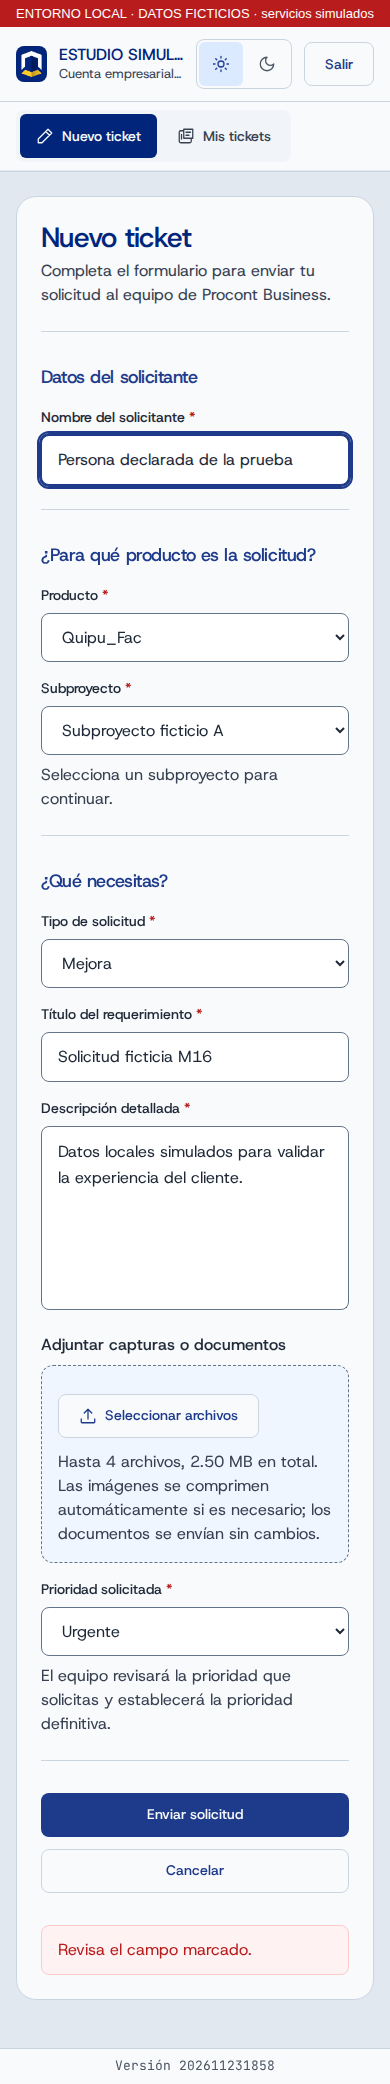 ENTORNO LOCAL · DATOS FICTICIOS · servicios simulados
ESTUDIO SIMUL...
Cuenta empresarial...
Salir
Nuevo ticket
Mis tickets
Nuevo ticket
Completa el formulario para enviar tu
solicitud al equipo de Procont Business.
Datos del solicitante
Nombre del solicitante *
Persona declarada de la prueba
¿Para qué producto es la solicitud?
Producto *
Quipu_Fac
Subproyecto *
Subproyecto ficticio A
Selecciona un subproyecto para
continuar.
¿Qué necesitas?
Tipo de solicitud *
Mejora
Título del requerimiento *
Solicitud ficticia M16
Descripción detallada *
Datos locales simulados para validar
la experiencia del cliente.
Adjuntar capturas o documentos
Seleccionar archivos
Hasta 4 archivos, 2.50 MB en total.
Las imágenes se comprimen
automáticamente si es necesario; los
documentos se envían sin cambios.
Prioridad solicitada *
Urgente
El equipo revisará la prioridad que
solicitas y establecerá la prioridad
definitiva.
Enviar solicitud
Cancelar
Revisa el campo marcado.
Versión 202611231858